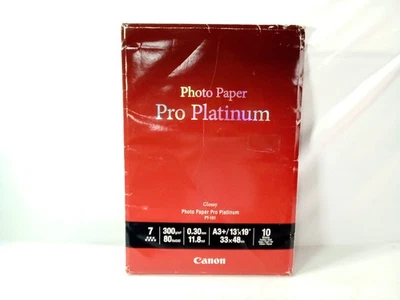 Photo Paper
Pro Platinum
Glossy
Photo Paper Pro Platinum
PT-101
7 300g/m² 0.30mm A3+/13"x19" 10
80lb 11.8mil 33x48cm
Canon